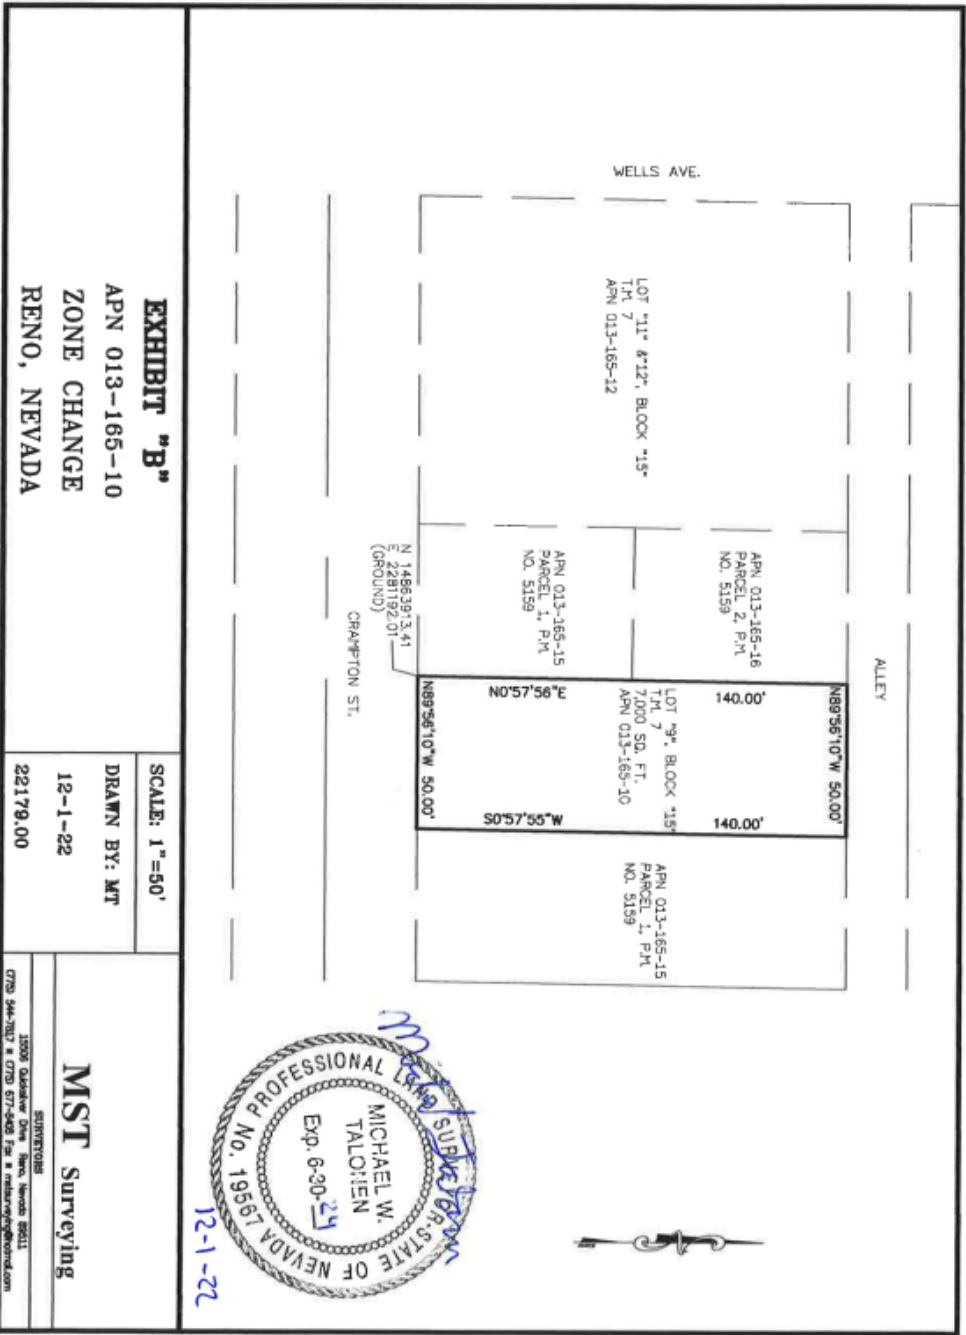 WELLS AVE.
ALLEY
LOT "11" &"12", BLOCK "15"
T.M. 7
APN 013-165-12
APN 013-165-16
PARCEL 2, P.M.
NO. 5159
APN 013-165-15
PARCEL 1, P.M.
NO. 5159
N89°56'10"W 50.00'
140.00'
N0°57'56"E
LOT "9", BLOCK "15"
T.M. 7
7,000 SQ. FT.
APN 013-165-10
140.00'
S0°57'55"W
N89°56'10"W 50.00'
APN 013-165-15
PARCEL 1, P.M.
NO. 5159
N 14863913.41
E 2281192.01
(GROUND)
CRAMPTON ST.
PROFESSIONAL LAND SURVEYOR-STATE OF NEVADA
NO. 19567
MICHAEL W.
TALONEN
Exp. 6-30-24
12-1-22
EXHIBIT "B"
APN 013-165-10
ZONE CHANGE
RENO, NEVADA
SCALE: 1"=50'
DRAWN BY: MT
12-1-22
22179.00
MST Surveying
SURVEYORS
Drive Reno, Nevada 89511